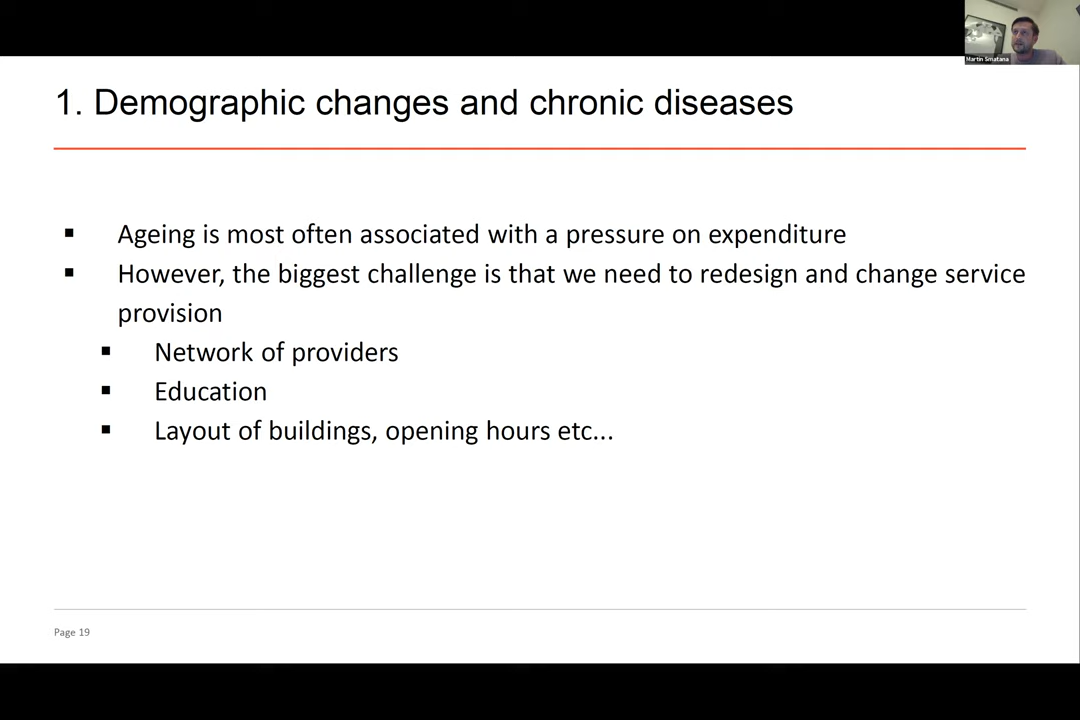 Martin Smatana
1. Demographic changes and chronic diseases
▪ Ageing is most often associated with a pressure on expenditure
▪ However, the biggest challenge is that we need to redesign and change service
provision
▪ Network of providers
▪ Education
▪ Layout of buildings, opening hours etc...
Page 19